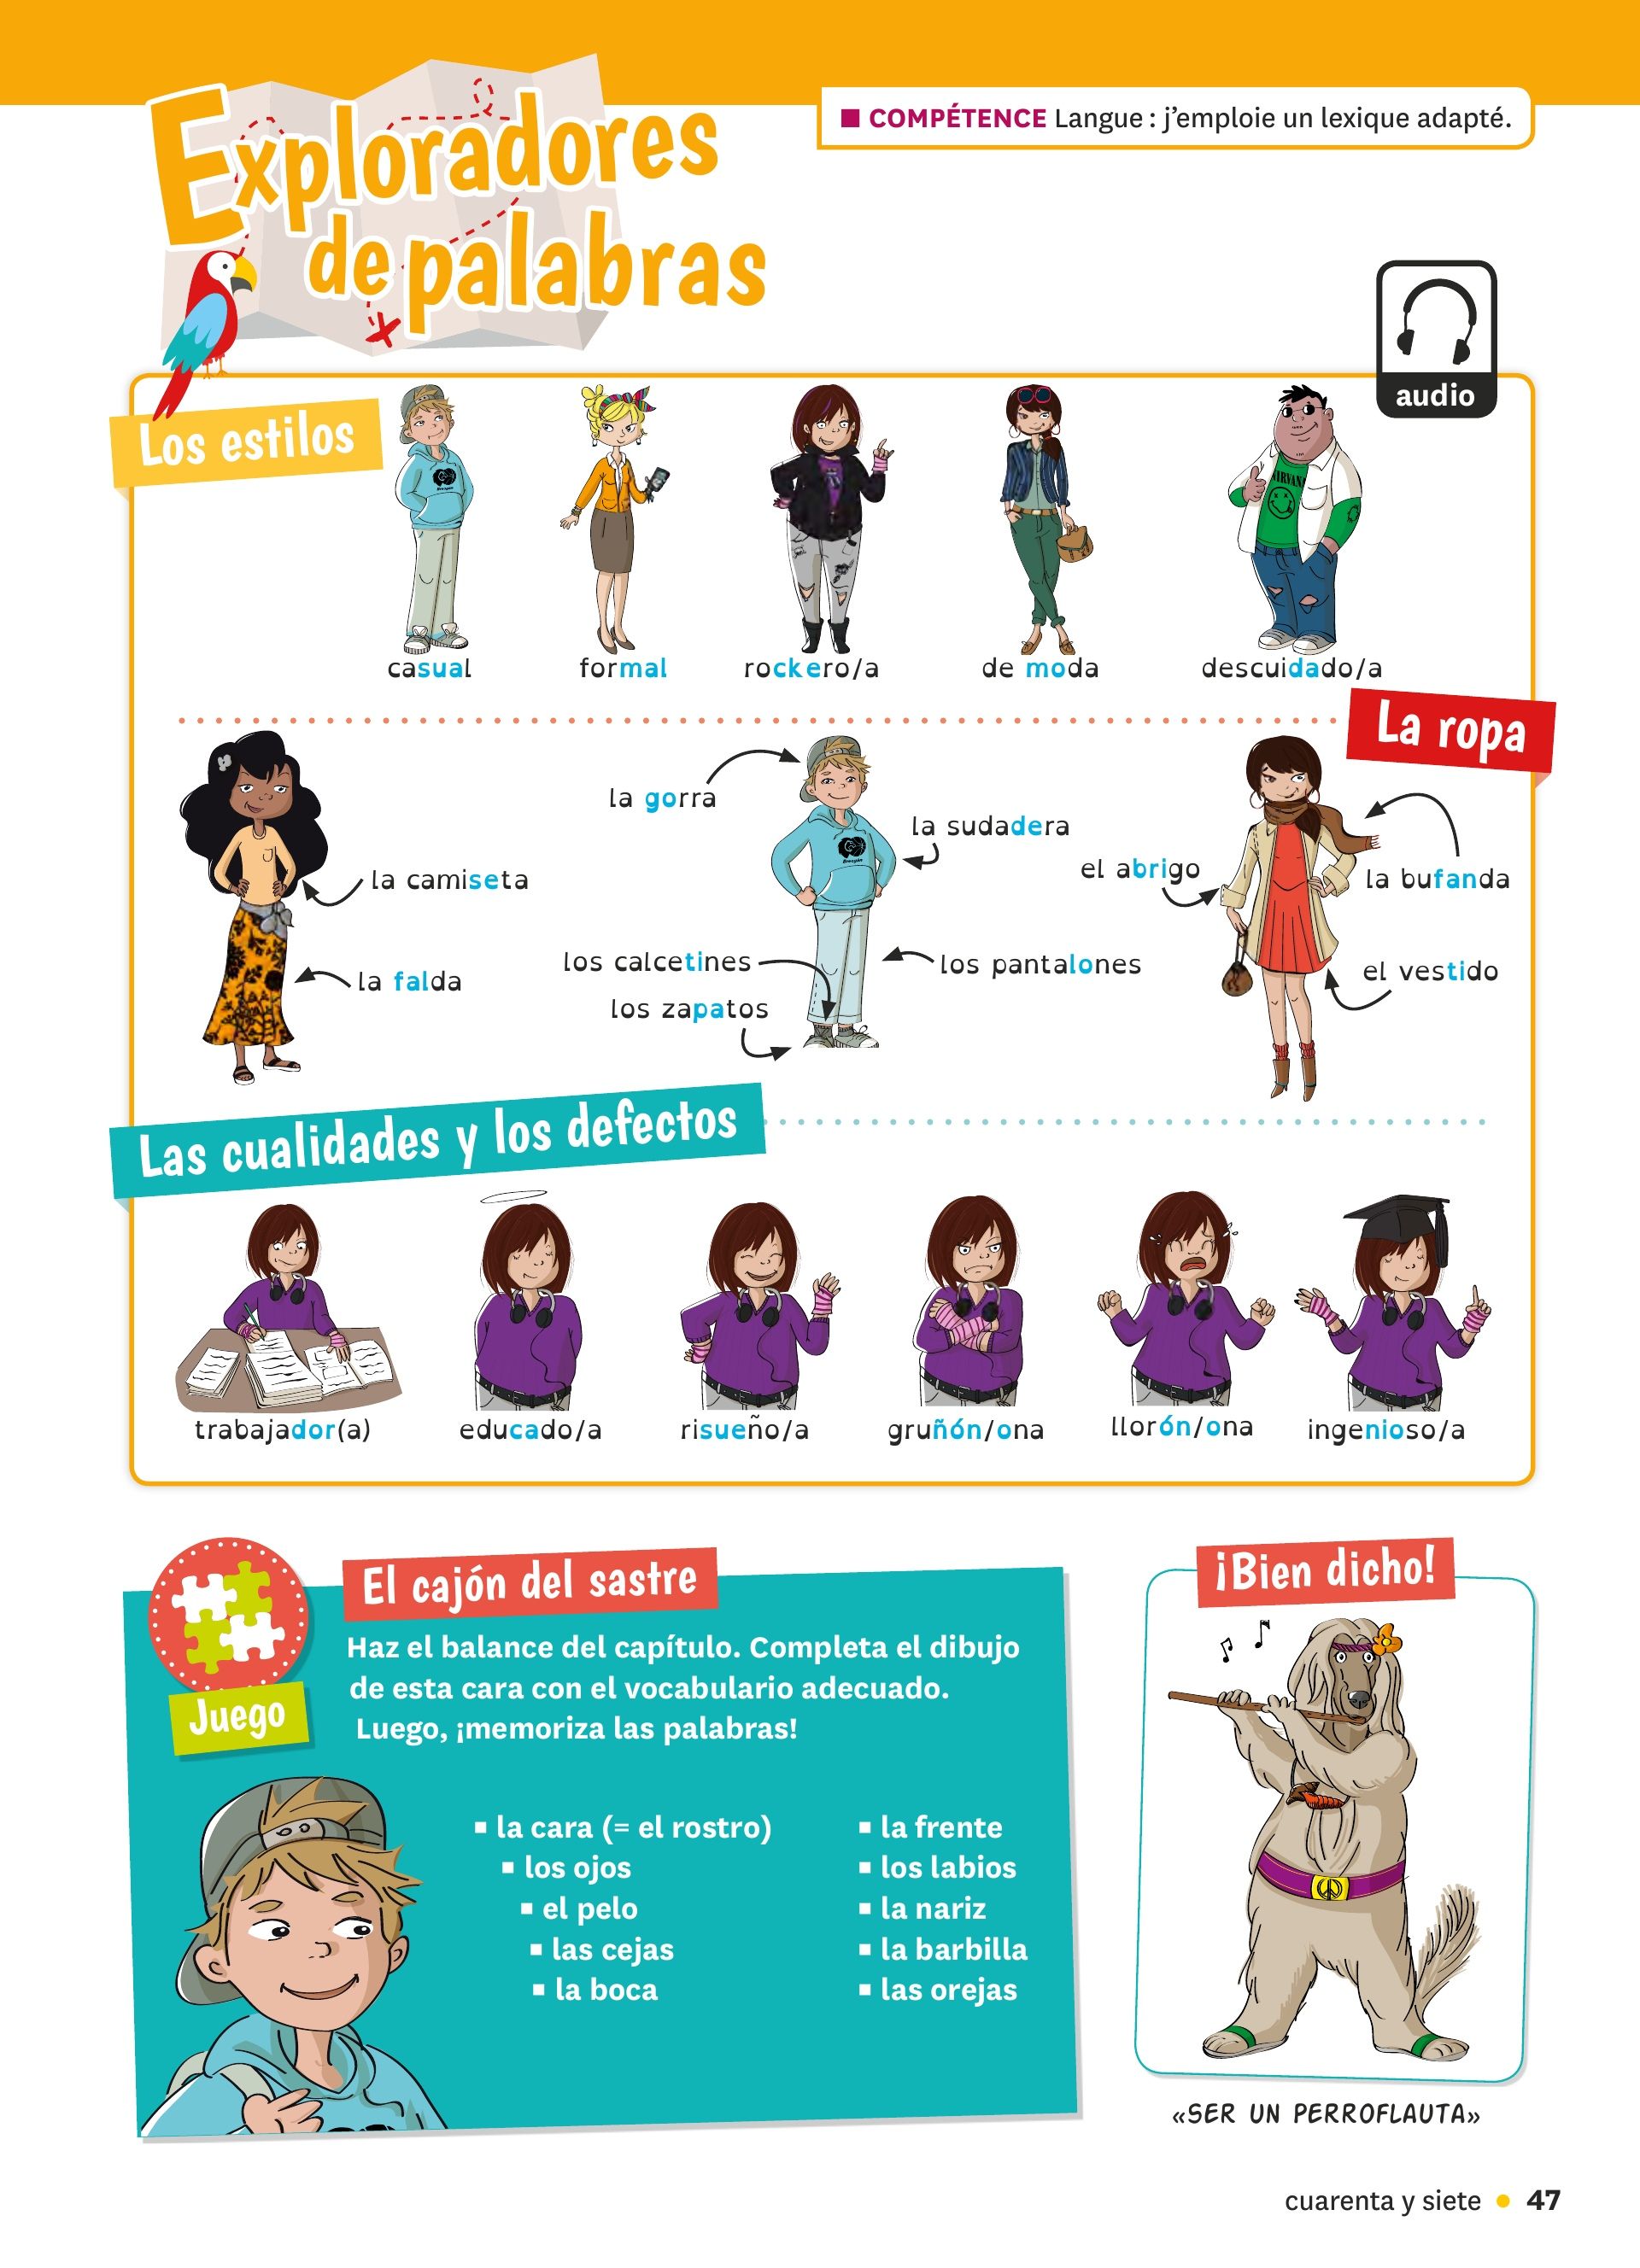 Exploradores
de palabras
■ COMPÉTENCE Langue : j'emploie un lexique adapté.
audio
Los estilos
NIRVANA
casual
formal
rockero/a
de moda
descuidado/a
La ropa
la gorra
la sudadera
el abrigo
la bufanda
la camiseta
los calcetines
los pantalones
el vestido
la falda
los zapatos
Las cualidades y los defectos
trabajador(a)
educado/a
risueño/a
gruñón/ona
llorón/ona
ingenioso/a
Juego
El cajón del sastre
Haz el balance del capítulo. Completa el dibujo
de esta cara con el vocabulario adecuado.
Luego, ¡memoriza las palabras!
▪ la cara (= el rostro)
▪ los ojos
▪ el pelo
▪ las cejas
▪ la boca
▪ la frente
▪ los labios
▪ la nariz
▪ la barbilla
▪ las orejas
¡Bien dicho!
«SER UN PERROFLAUTA»
cuarenta y siete • 47